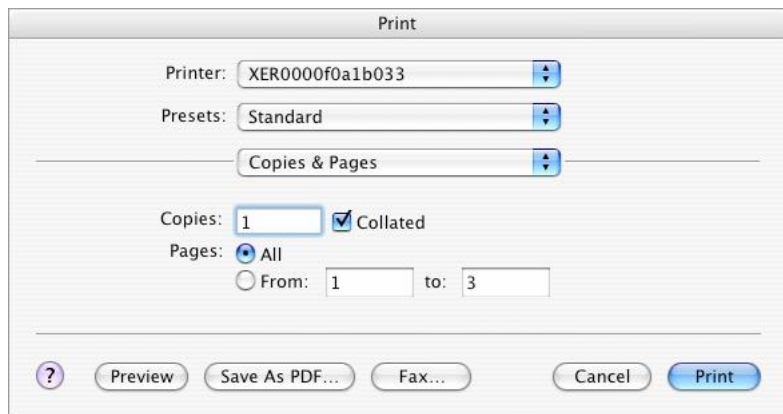 Print
Printer: XER0000f0a1b033
Presets: Standard
Copies & Pages
Copies: 1 Collated
Pages: All
From: 1 to: 3
? Preview Save As PDF... Fax... Cancel Print